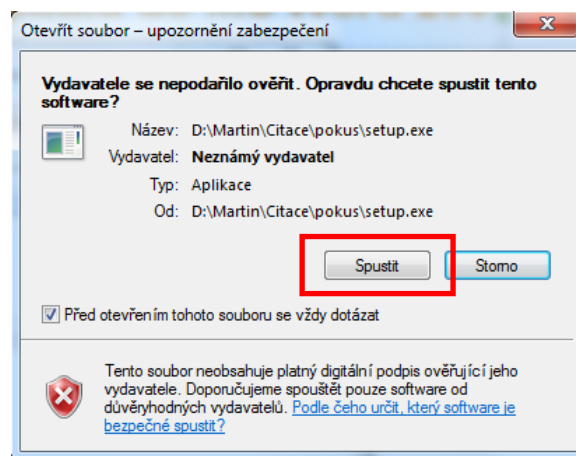 Otevřít soubor – upozornění zabezpečení
Vydavatele se nepodařilo ověřit. Opravdu chcete spustit tento
software?
Název: D:\Martin\Citace\pokus\setup.exe
Vydavatel: Neznámý vydavatel
Typ: Aplikace
Od: D:\Martin\Citace\pokus\setup.exe
Spustit Storno
Před otevřením tohoto souboru se vždy dotázat
Tento soubor neobsahuje platný digitální podpis ověřující jeho
vydavatele. Doporučujeme spouštět pouze software od
důvěryhodných vydavatelů. Podle čeho určit, který software je
bezpečné spustit?